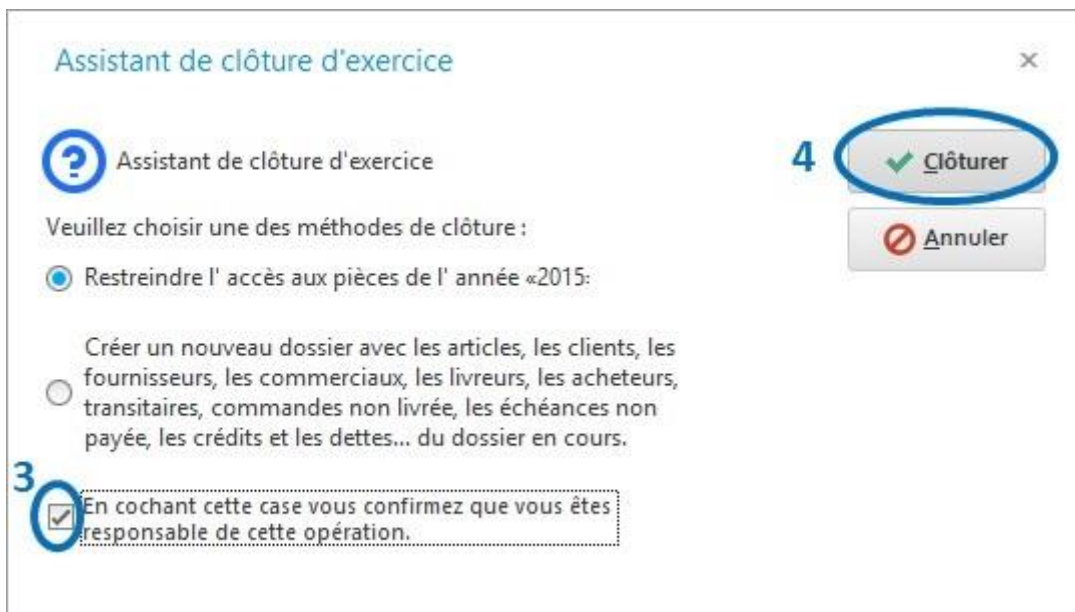 Assistant de clôture d'exercice
Assistant de clôture d'exercice
4
Clôturer
Veuillez choisir une des méthodes de clôture :
Annuler
Restreindre l' accès aux pièces de l' année «2015:
Créer un nouveau dossier avec les articles, les clients, les
fournisseurs, les commerciaux, les livreurs, les acheteurs,
transitaires, commandes non livrée, les échéances non
payée, les crédits et les dettes... du dossier en cours.
3
En cochant cette case vous confirmez que vous êtes
responsable de cette opération.